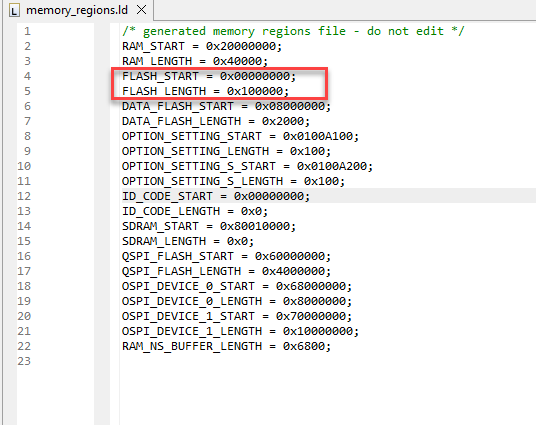 L memory_regions.ld
1 /* generated memory regions file - do not edit */
2 RAM_START = 0x20000000;
3 RAM_LENGTH = 0x40000;
4 FLASH_START = 0x00000000;
5 FLASH_LENGTH = 0x100000;
6 DATA_FLASH_START = 0x08000000;
7 DATA_FLASH_LENGTH = 0x2000;
8 OPTION_SETTING_START = 0x0100A100;
9 OPTION_SETTING_LENGTH = 0x100;
10 OPTION_SETTING_S_START = 0x0100A200;
11 OPTION_SETTING_S_LENGTH = 0x100;
12 ID_CODE_START = 0x00000000;
13 ID_CODE_LENGTH = 0x0;
14 SDRAM_START = 0x80010000;
15 SDRAM_LENGTH = 0x0;
16 QSPI_FLASH_START = 0x60000000;
17 QSPI_FLASH_LENGTH = 0x4000000;
18 OSPI_DEVICE_0_START = 0x68000000;
19 OSPI_DEVICE_0_LENGTH = 0x8000000;
20 OSPI_DEVICE_1_START = 0x70000000;
21 OSPI_DEVICE_1_LENGTH = 0x10000000;
22 RAM_NS_BUFFER_LENGTH = 0x6800;
23